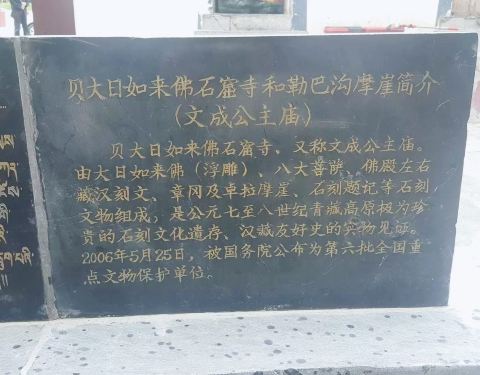 贝大日如来佛石窟寺和勒巴沟摩崖简介
(文成公主庙)
贝大日如来佛石窟寺、又称文成公主庙。
由大日如来佛(浮雕)、八大菩萨、佛殿左右
藏汉刻文、章冈及卓拉摩崖、石刻题记等石刻
文物组成，是公元七至八世纪青藏高原极为珍
贵的石刻文化遗存、汉藏友好史的实物见证。
2006年5月25日，被国务院公布为第六批全国重
点文物保护单位。